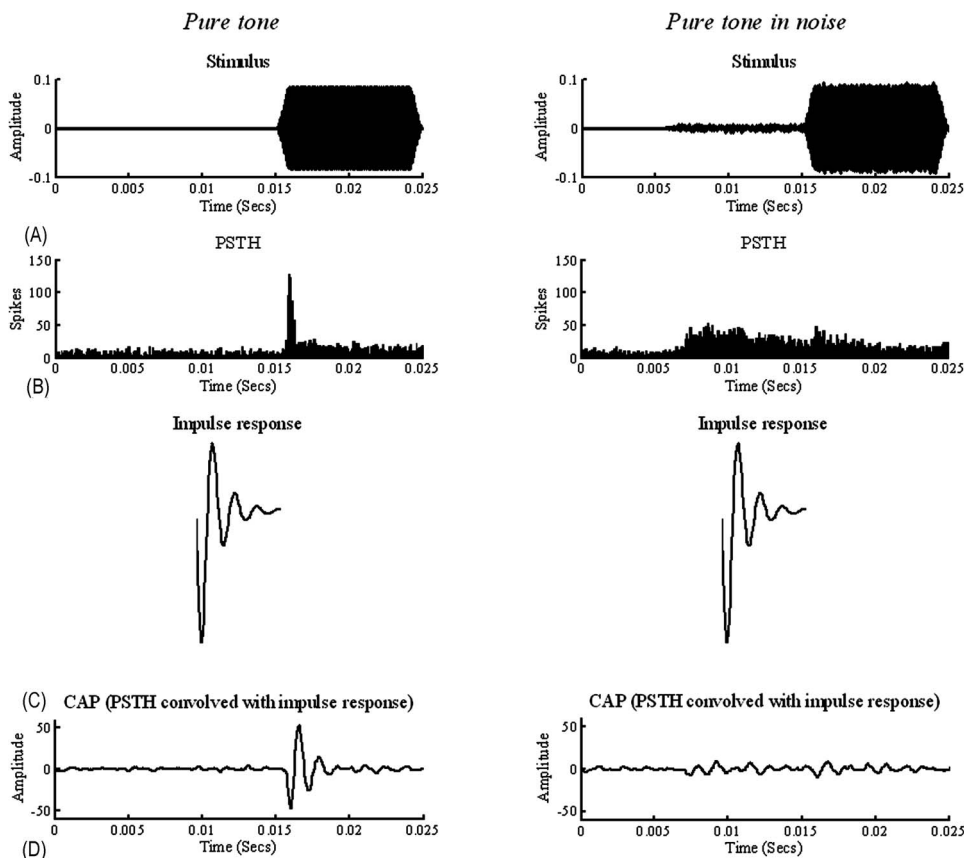 Pure tone
Pure tone in noise
Stimulus
Stimulus
0.1
0
-0.1
Amplitude
0 0.005 0.01 0.015 0.02 0.025
Time (Secs)
0.1
0
-0.1
Amplitude
0 0.005 0.01 0.015 0.02 0.025
Time (Secs)
(A)
PSTH
PSTH
150
100
50
0
Spikes
0 0.005 0.01 0.015 0.02 0.025
Time (Secs)
150
100
50
0
Spikes
0 0.005 0.01 0.015 0.02 0.025
Time (Secs)
(B)
Impulse response
Impulse response
(C)
CAP (PSTH convolved with impulse response)
CAP (PSTH convolved with impulse response)
50
0
-50
Amplitude
0 0.005 0.01 0.015 0.02 0.025
Time (Secs)
50
0
-50
Amplitude
0 0.005 0.01 0.015 0.02 0.025
Time (Secs)
(D)